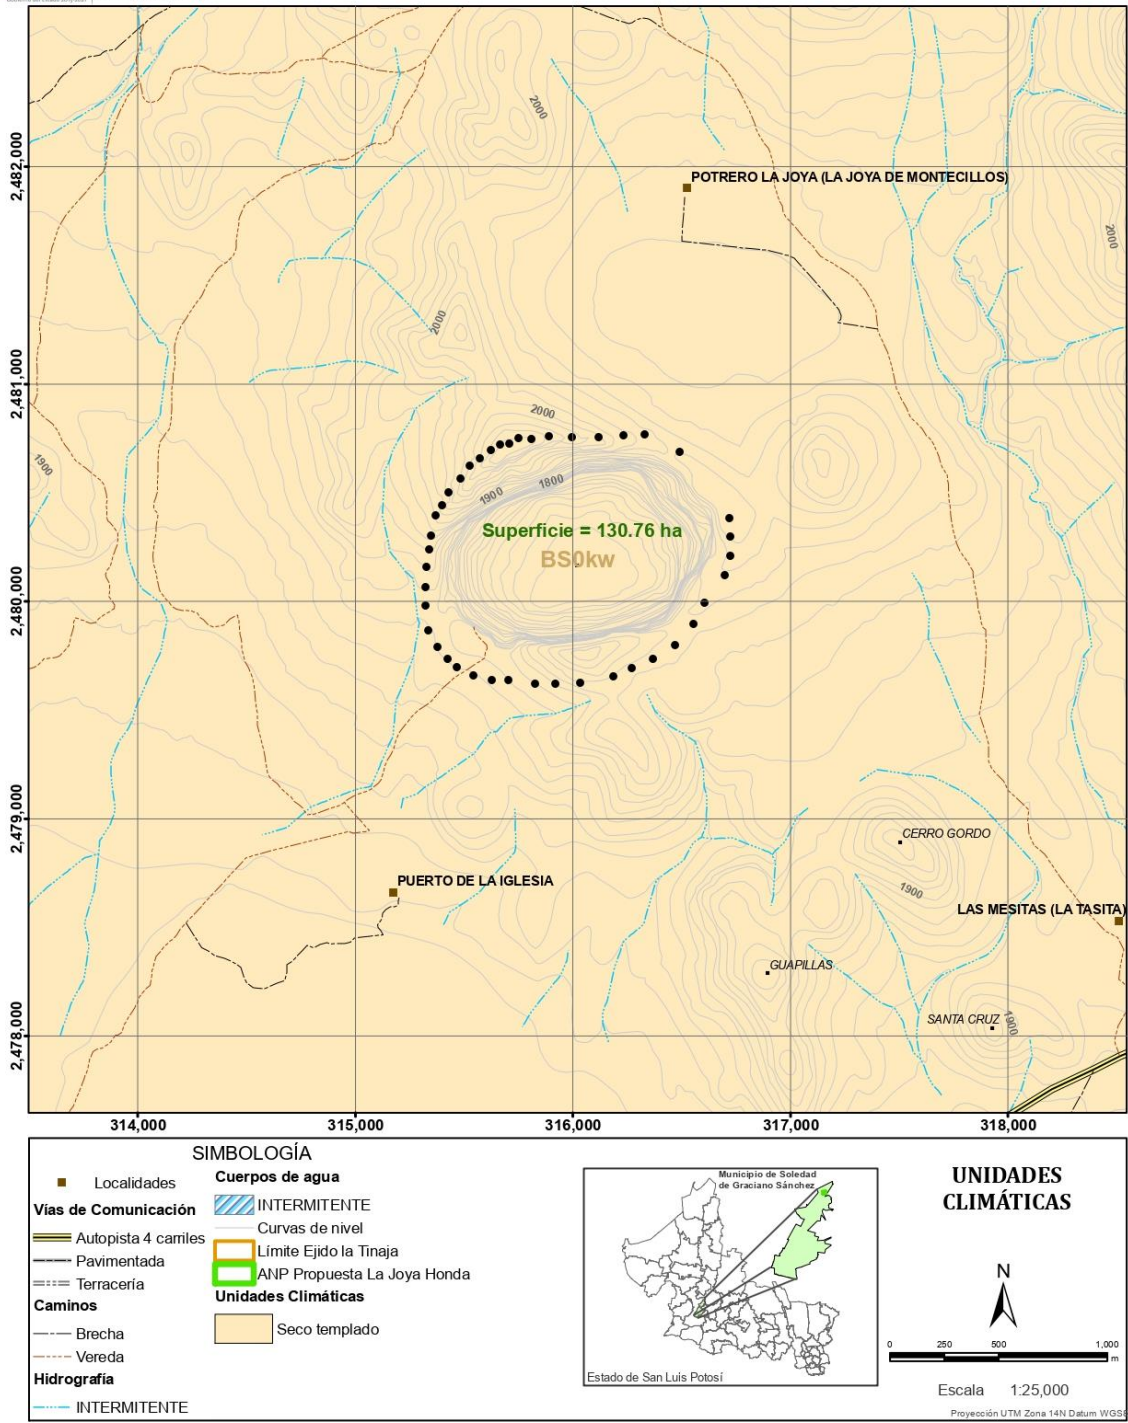 2000
2,482,000
POTRERO LA JOYA (LA JOYA DE MONTECILLOS)
2000
2000
2,481,000
2000
1900
1900
1800
Superficie = 130.76 ha
BS0kw
2,480,000
2,479,000
CERRO GORDO
PUERTO DE LA IGLESIA
1900
LAS MESITAS (LA TASITA)
GUAPILLAS
SANTA CRUZ
1900
2,478,000
314,000
315,000
316,000
317,000
318,000
SIMBOLOGÍA
Localidades
Vías de Comunicación
Autopista 4 carriles
Pavimentada
Terracería
Caminos
Brecha
Vereda
Hidrografía
INTERMITENTE
Cuerpos de agua
INTERMITENTE
Curvas de nivel
Límite Ejido la Tinaja
ANP Propuesta La Joya Honda
Unidades Climáticas
Seco templado
Municipio de Soledad
de Graciano Sánchez
Estado de San Luis Potosí
UNIDADES
CLIMÁTICAS
N
0 250 500 1,000
m
Escala 1:25,000
Proyección UTM Zona 14N Datum